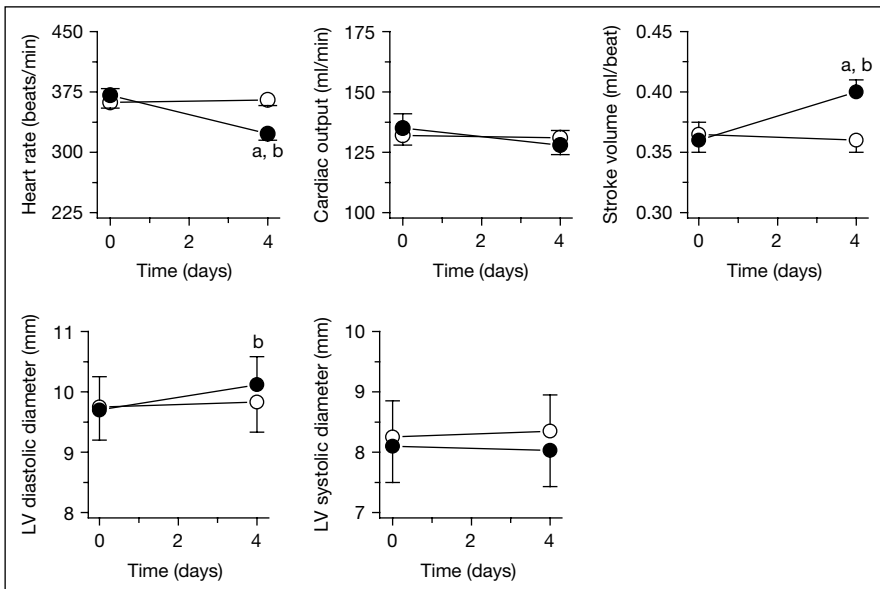 Heart rate (beats/min)
450
375
300
225
a, b
0 2 4
Time (days)
Cardiac output (ml/min)
175
150
125
100
0 2 4
Time (days)
Stroke volume (ml/beat)
0.45
0.40
0.35
0.30
a, b
0 2 4
Time (days)
LV diastolic diameter (mm)
11
10
9
8
b
0 2 4
Time (days)
LV systolic diameter (mm)
10
9
8
7
0 2 4
Time (days)